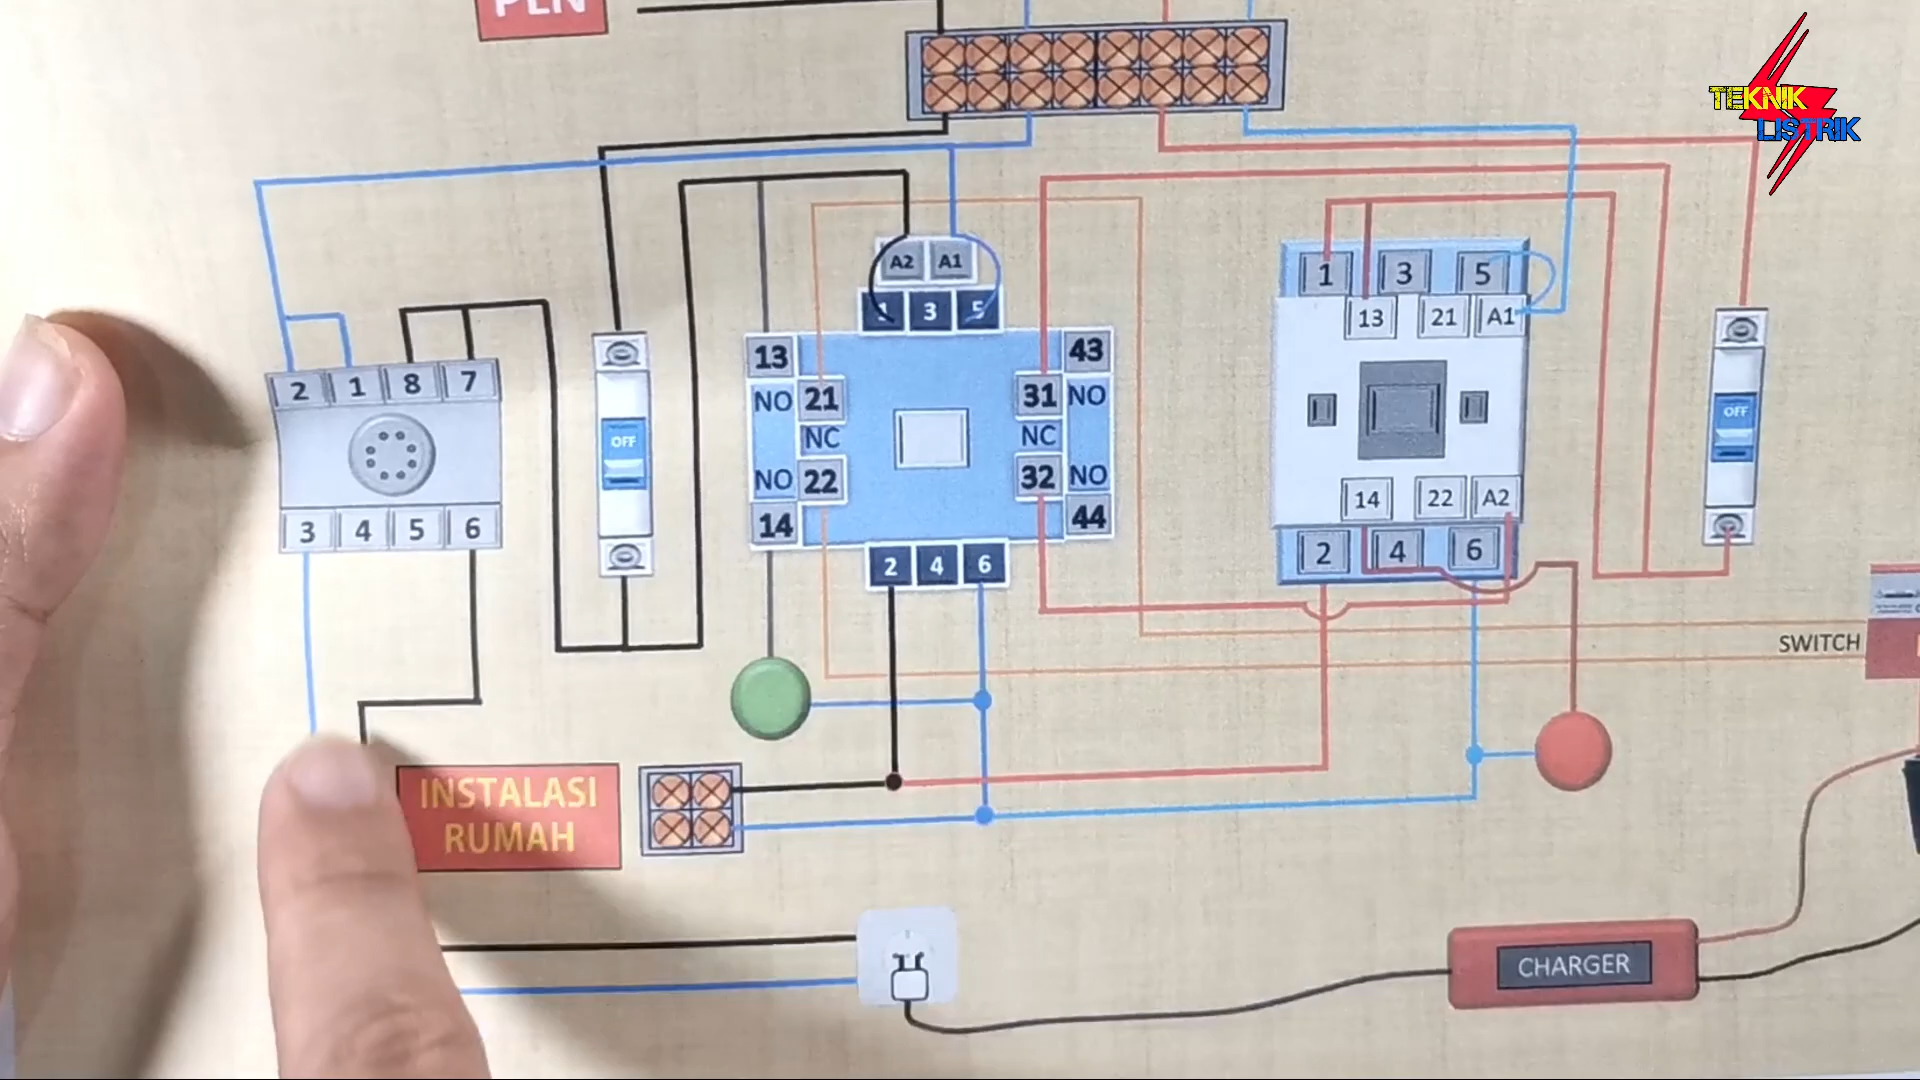 PLN
TEKNIK
LISTRIK
A2 A1
1 3 5
1 3 5
13 21 A1
2 1 8 7
13 43
NO 21 31 NO
NC NC
NO 22 32 NO
14 44
OFF
OFF
14 22 A2
3 4 5 6
2 4 6
2 4 6
SWITCH
INSTALASI
RUMAH
CHARGER